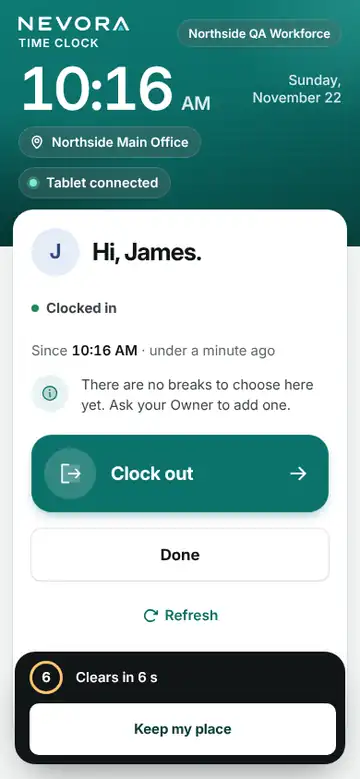 NEVORA
TIME CLOCK
Northside QA Workforce
10:16 AM
Sunday,
November 22
Northside Main Office
Tablet connected
J
Hi, James.
Clocked in
Since 10:16 AM · under a minute ago
There are no breaks to choose here
yet. Ask your Owner to add one.
Clock out
Done
Refresh
6
Clears in 6 s
Keep my place